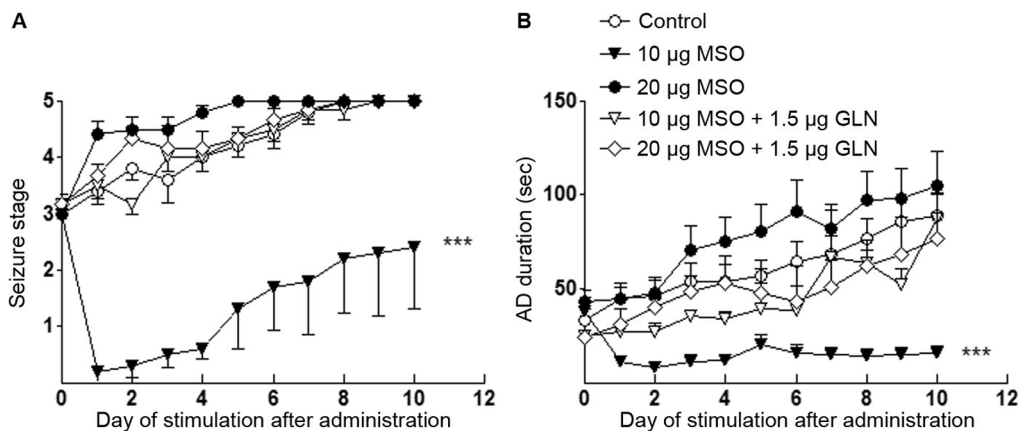 A
Seizure stage
5
4
3
2
1
0 2 4 6 8 10 12
Day of stimulation after administration
***
B
Control
10 µg MSO
20 µg MSO
10 µg MSO + 1.5 µg GLN
20 µg MSO + 1.5 µg GLN
AD duration (sec)
150
100
50
0 2 4 6 8 10 12
Day of stimulation after administration
***